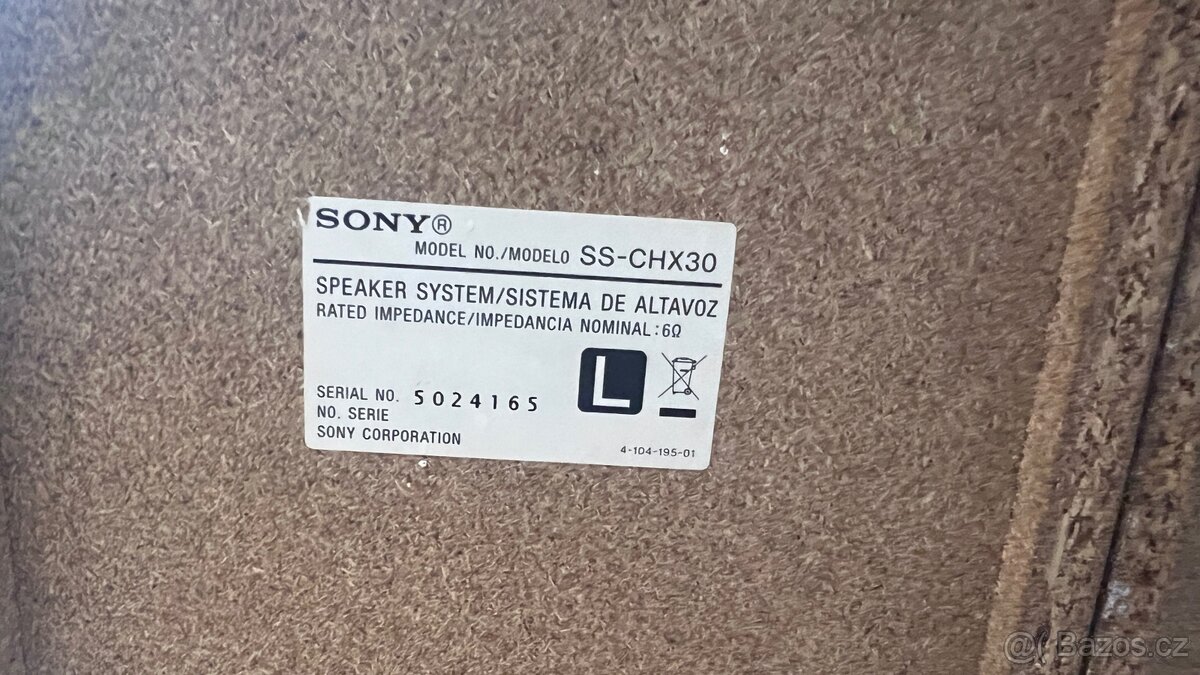 SONY®
MODEL NO./MODELO SS-CHX30
SPEAKER SYSTEM/SISTEMA DE ALTAVOZ
RATED IMPEDANCE/IMPEDANCIA NOMINAL:6Ω
L
SERIAL NO. 5024165
NO. SERIE
SONY CORPORATION
4-104-195-01
Bazos.cz